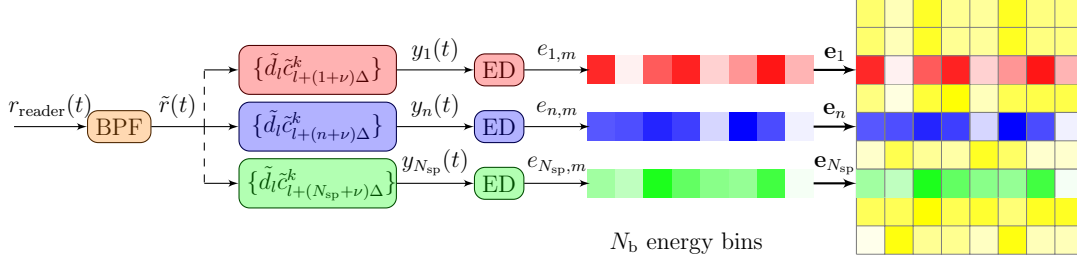 r_reader(t)
BPF
r̃(t)
{d̃_l c̃^k_{l+(1+ν)Δ}}
y_1(t)
ED
e_{1,m}
𝐞_1
{d̃_l c̃^k_{l+(n+ν)Δ}}
y_n(t)
ED
e_{n,m}
𝐞_n
{d̃_l c̃^k_{l+(N_sp+ν)Δ}}
y_{N_sp}(t)
ED
e_{N_sp,m}
𝐞_{N_sp}
N_b energy bins